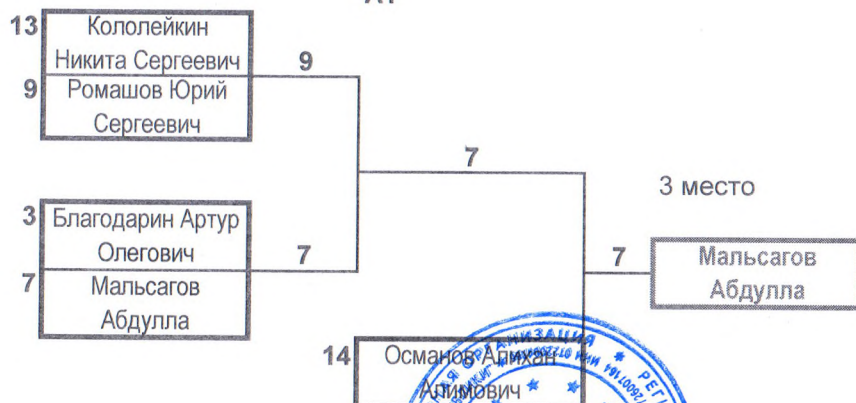 13
Кололейкин
Никита Сергеевич
9
9
Ромашов Юрий
Сергеевич
7
3 место
3
Благодарин Артур
Олегович
7
7
Мальсагов
Абдулла
7
Мальсагов
Абдулла
14
Османов Алихан
Алимович
ОРГАНИЗАЦИЯ